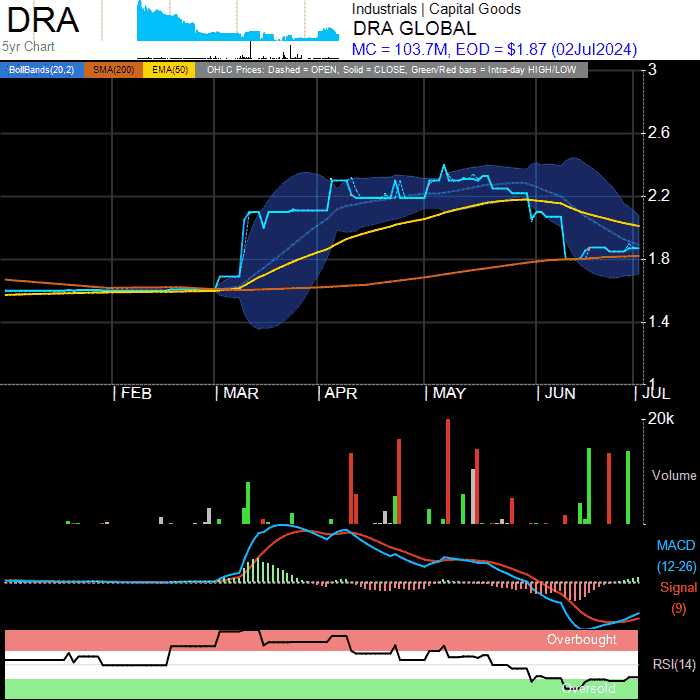 DRA
5yr Chart
Industrials | Capital Goods
DRA GLOBAL
MC = 103.7M, EOD = $1.87 (02Jul2024)
BollBands(20,2) SMA(200) EMA(50) OHLC Prices: Dashed = OPEN, Solid = CLOSE, Green/Red bars = Intra-day HIGH/LOW
3
2.6
2.2
1.8
1.4
1
FEB MAR APR MAY JUN JUL
20k
Volume
MACD
(12-26)
Signal
(9)
Overbought
RSI(14)
Oversold